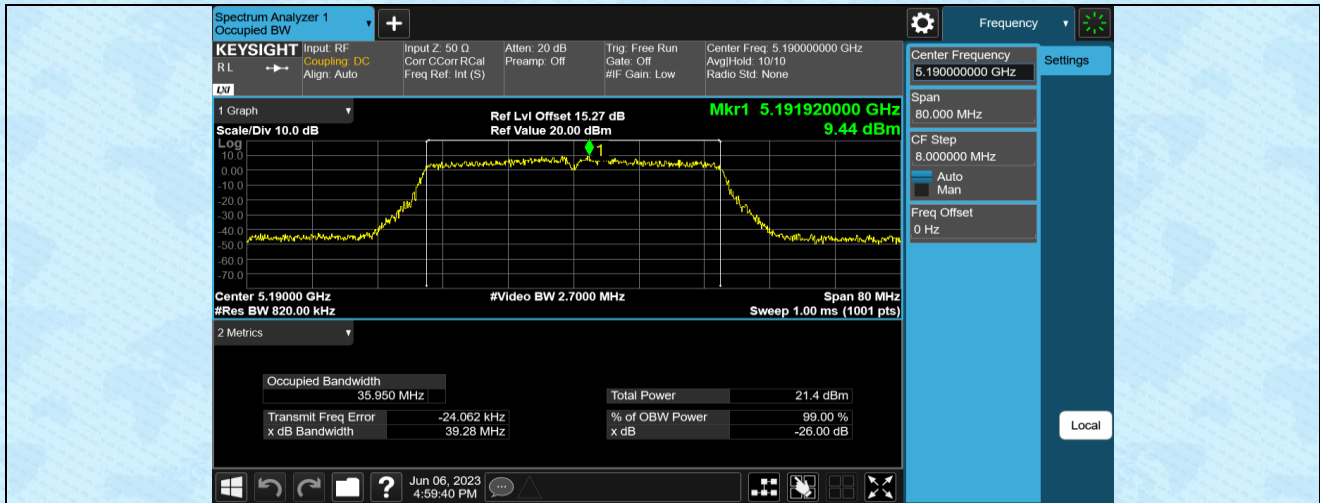 Spectrum Analyzer 1
Occupied BW
Frequency
KEYSIGHT
R L
LXI
Input: RF
Coupling: DC
Align: Auto
Input Z: 50 Ω
Corr CCorr RCal
Freq Ref: Int (S)
Atten: 20 dB
Preamp: Off
Trig: Free Run
Gate: Off
#IF Gain: Low
Center Freq: 5.190000000 GHz
Avg|Hold: 10/10
Radio Std: None
Center Frequency
5.190000000 GHz
Settings
Span
80.000 MHz
CF Step
8.000000 MHz
Auto
Man
Freq Offset
0 Hz
Local
1 Graph
Scale/Div 10.0 dB
Ref Lvl Offset 15.27 dB
Ref Value 20.00 dBm
Mkr1 5.191920000 GHz
9.44 dBm
Log
10.0
0.00
-10.0
-20.0
-30.0
-40.0
-50.0
-60.0
-70.0
1
Center 5.19000 GHz
#Res BW 820.00 kHz
#Video BW 2.7000 MHz
Span 80 MHz
Sweep 1.00 ms (1001 pts)
2 Metrics
Occupied Bandwidth
35.950 MHz
Transmit Freq Error -24.062 kHz
x dB Bandwidth 39.28 MHz
Total Power 21.4 dBm
% of OBW Power 99.00 %
x dB -26.00 dB
?
Jun 06, 2023
4:59:40 PM